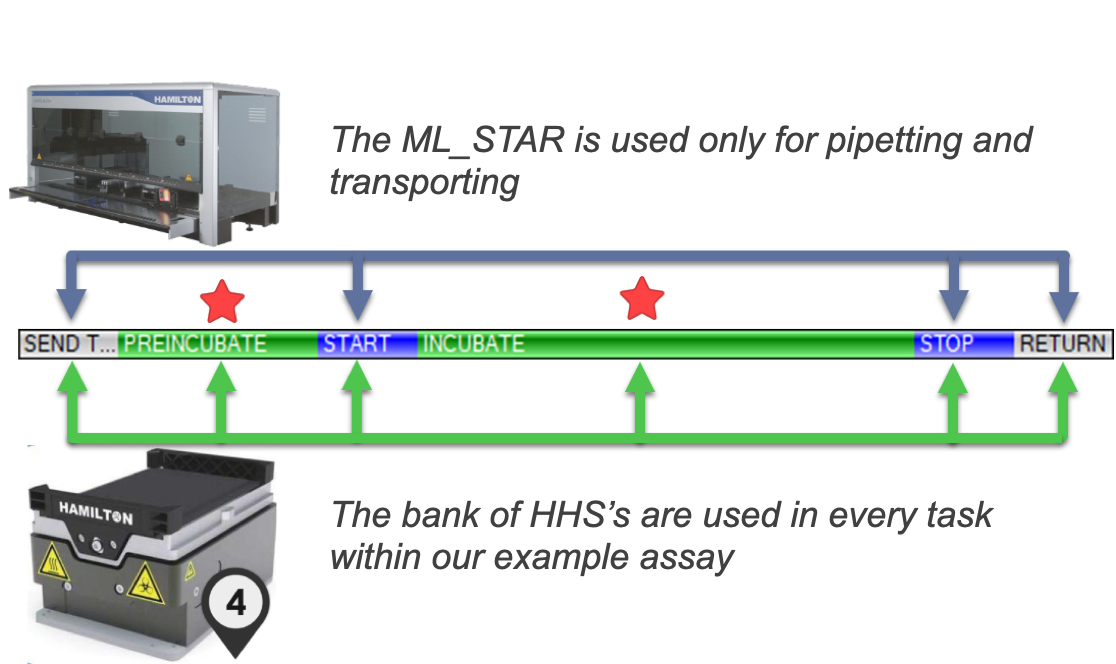 HAMILTON
The ML_STAR is used only for pipetting and
transporting
SEND T... PREINCUBATE START INCUBATE STOP RETURN
HAMILTON
The bank of HHS's are used in every task
within our example assay
4